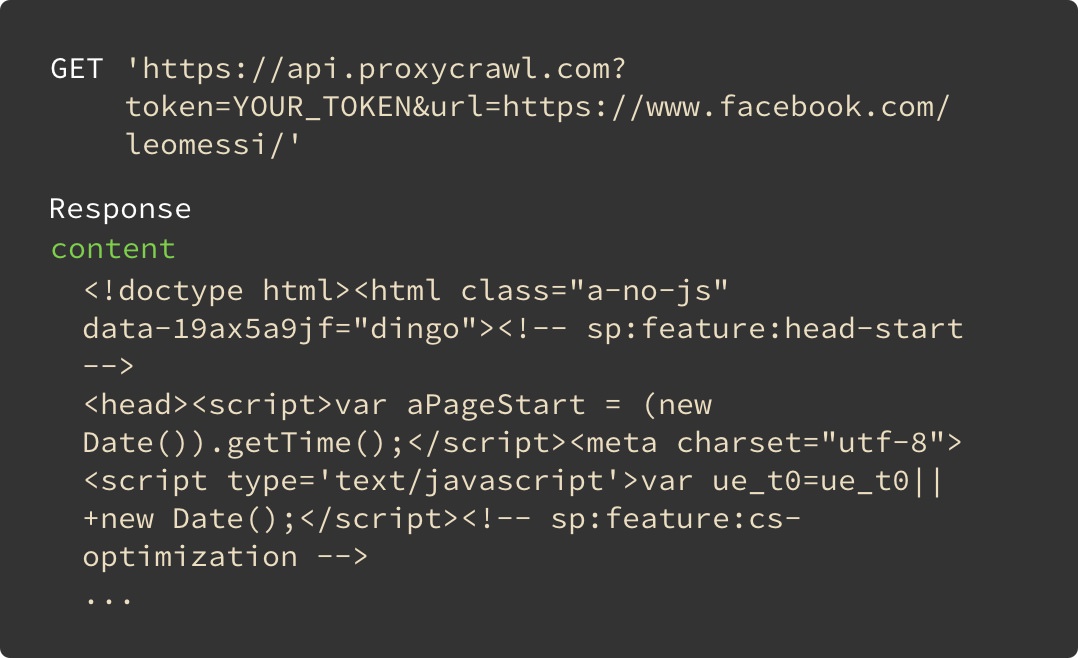 GET 'https://api.proxycrawl.com?
token=YOUR_TOKEN&url=https://www.facebook.com/
leomessi/'
Response
content
<!doctype html><html class="a-no-js"
data-19ax5a9jf="dingo"><!-- sp:feature:head-start
-->
<head><script>var aPageStart = (new
Date()).getTime();</script><meta charset="utf-8">
<script type='text/javascript'>var ue_t0=ue_t0||
+new Date();</script><!-- sp:feature:cs-
optimization -->
...